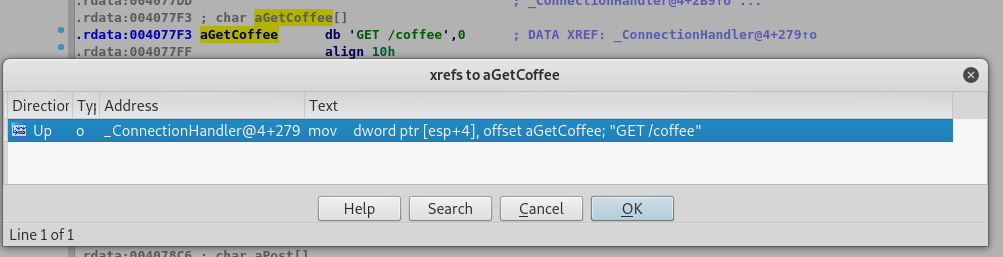 .rdata:004077DD ; _ConnectionHandler@4+2B9↑o ...
.rdata:004077F3 ; char aGetCoffee[]
.rdata:004077F3 aGetCoffee db 'GET /coffee',0 ; DATA XREF: _ConnectionHandler@4+279↑o
.rdata:004077FF align 10h
xrefs to aGetCoffee
Direction Ty Address Text
Up o _ConnectionHandler@4+279 mov dword ptr [esp+4], offset aGetCoffee; "GET /coffee"
Help Search Cancel OK
Line 1 of 1
.rdata:004078C6 ; char aPost[]